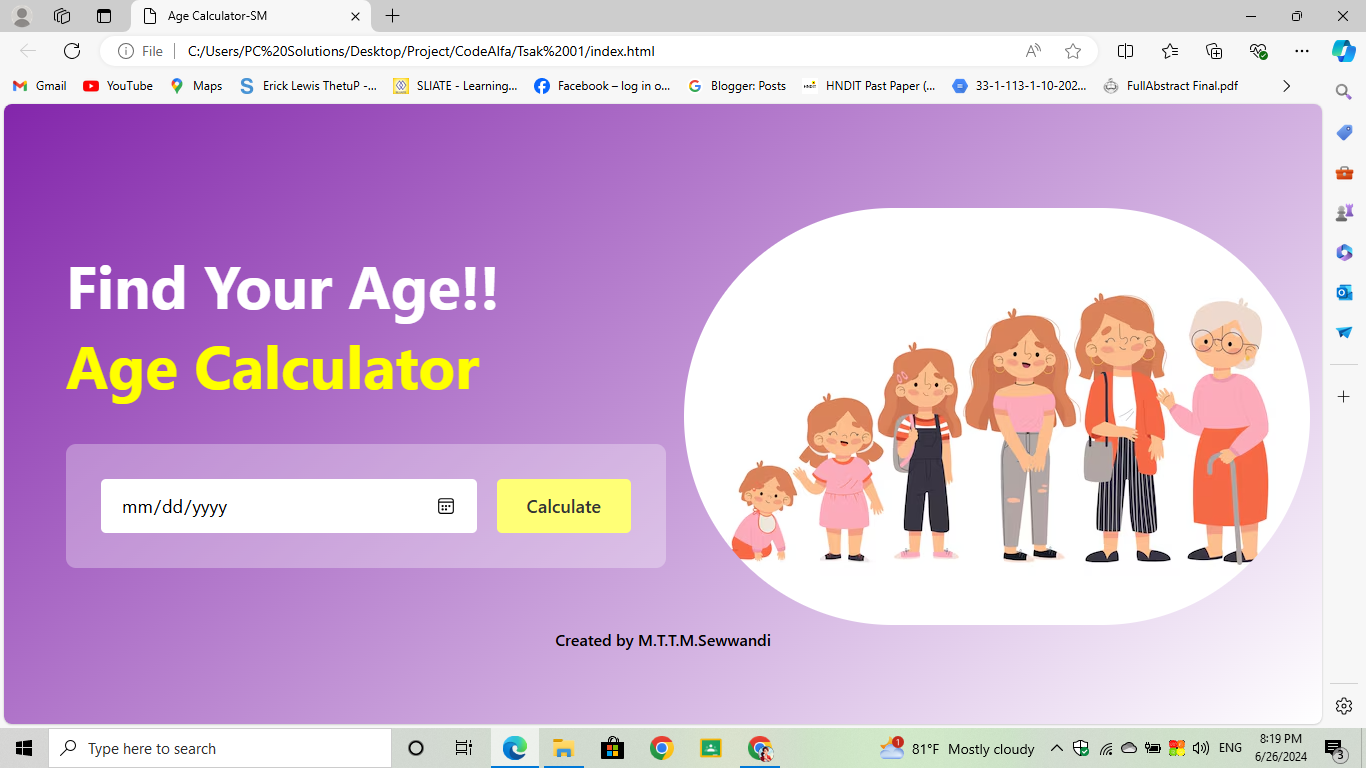 Age Calculator-SM
File
C:/Users/PC%20Solutions/Desktop/Project/CodeAlfa/Tsak%2001/index.html
Gmail
YouTube
Maps
Erick Lewis ThetuP -...
SLIATE - Learning...
Facebook – log in o...
Blogger: Posts
HNDIT Past Paper (...
33-1-113-1-10-202...
FullAbstract Final.pdf
Find Your Age!!
Age Calculator
mm/dd/yyyy
Calculate
Created by M.T.T.M.Sewwandi
Type here to search
1
81°F Mostly cloudy
ENG
8:19 PM
6/26/2024
3